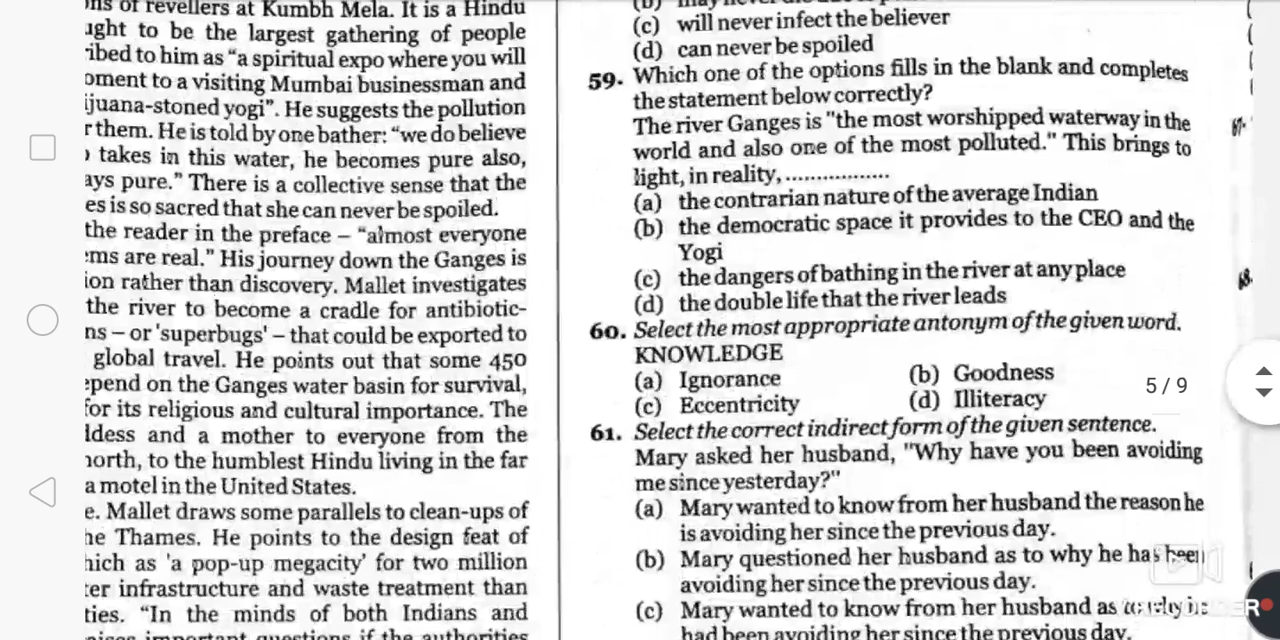 ns of revellers at Kumbh Mela. It is a Hindu
ught to be the largest gathering of people
ribed to him as “a spiritual expo where you will
oment to a visiting Mumbai businessman and
ijuana-stoned yogi”. He suggests the pollution
r them. He is told by one bather: “we do believe
takes in this water, he becomes pure also,
ays pure.” There is a collective sense that the
es is so sacred that she can never be spoiled.
the reader in the preface – “almost everyone
ems are real.” His journey down the Ganges is
ion rather than discovery. Mallet investigates
the river to become a cradle for antibiotic-
ns – or 'superbugs' – that could be exported to
global travel. He points out that some 450
epend on the Ganges water basin for survival,
for its religious and cultural importance. The
ddess and a mother to everyone from the
north, to the humblest Hindu living in the far
a motel in the United States.
e. Mallet draws some parallels to clean-ups of
he Thames. He points to the design feat of
hich as 'a pop-up megacity' for two million
ter infrastructure and waste treatment than
ties. “In the minds of both Indians and
raises important questions if the authorities
(c) will never infect the believer
(d) can never be spoiled
59. Which one of the options fills in the blank and completes
the statement below correctly?
The river Ganges is "the most worshipped waterway in the
world and also one of the most polluted." This brings to
light, in reality, ................
(a) the contrarian nature of the average Indian
(b) the democratic space it provides to the CEO and the
Yogi
(c) the dangers of bathing in the river at any place
(d) the double life that the river leads
60. Select the most appropriate antonym of the given word.
KNOWLEDGE
(a) Ignorance (b) Goodness
(c) Eccentricity (d) Illiteracy
61. Select the correct indirect form of the given sentence.
Mary asked her husband, "Why have you been avoiding
me since yesterday?"
(a) Mary wanted to know from her husband the reason he
is avoiding her since the previous day.
(b) Mary questioned her husband as to why he has been
avoiding her since the previous day.
(c) Mary wanted to know from her husband as to why he
had been avoiding her since the previous day.
67.
68.
5 / 9